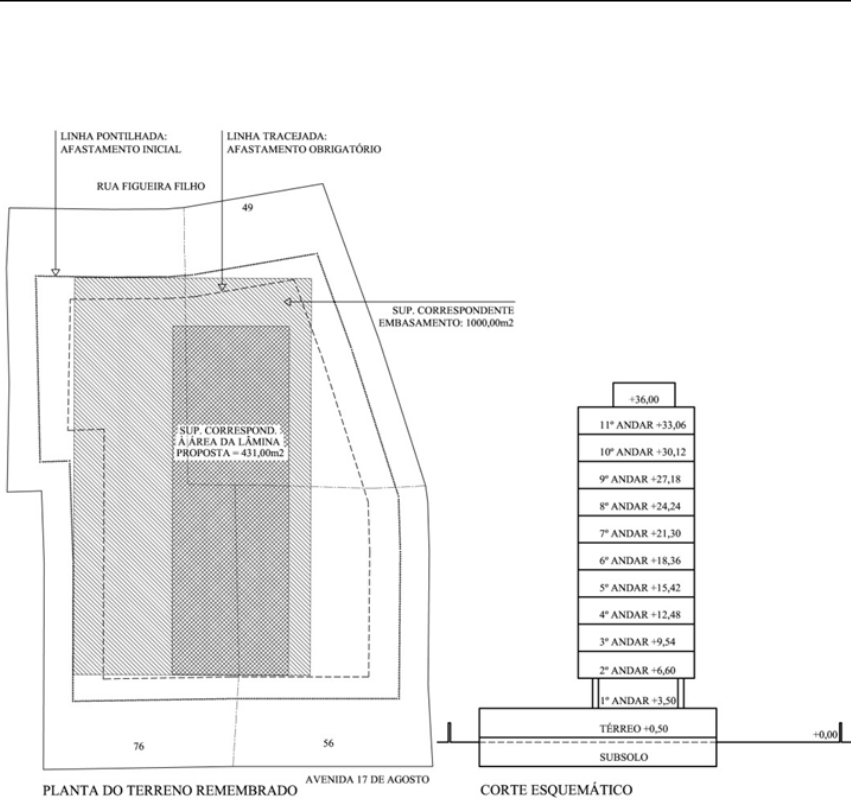 LINHA PONTILHADA:
AFASTAMENTO INICIAL
LINHA TRACEJADA:
AFASTAMENTO OBRIGATÓRIO
RUA FIGUEIRA FILHO
49
SUP. CORRESPONDENTE
EMBASAMENTO: 1000,00m2
SUP. CORRESPOND.
À ÁREA DA LÂMINA
PROPOSTA = 431,00m2
76
56
AVENIDA 17 DE AGOSTO
PLANTA DO TERRENO REMEMBRADO
+36,00
11º ANDAR +33,06
10º ANDAR +30,12
9º ANDAR +27,18
8º ANDAR +24,24
7º ANDAR +21,30
6º ANDAR +18,36
5º ANDAR +15,42
4º ANDAR +12,48
3º ANDAR +9,54
2º ANDAR +6,60
1º ANDAR +3,50
TÉRREO +0,50
+0,00
SUBSOLO
CORTE ESQUEMÁTICO